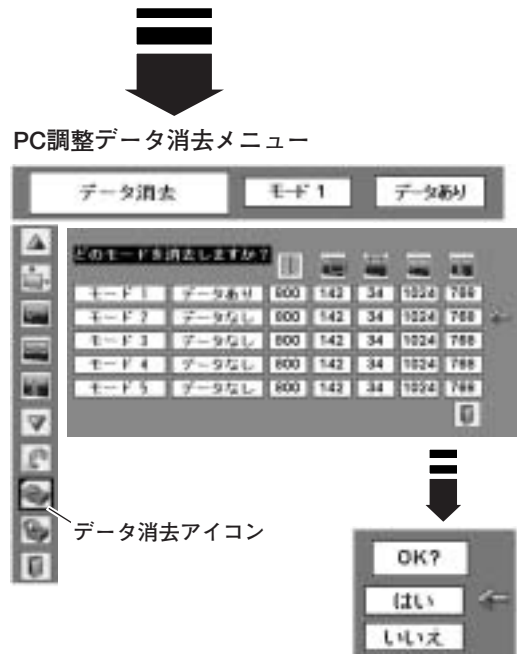 PC調整データ消去メニュー
データ消去 モード 1 データあり
どのモードを消去しますか?
モード 1 データあり 800 142 34 1024 768
モード 2 データなし 800 142 34 1024 768
モード 3 データなし 800 142 34 1024 768
モード 4 データなし 800 142 34 1024 768
モード 5 データなし 800 142 34 1024 768
データ消去アイコン
OK?
はい
いいえ